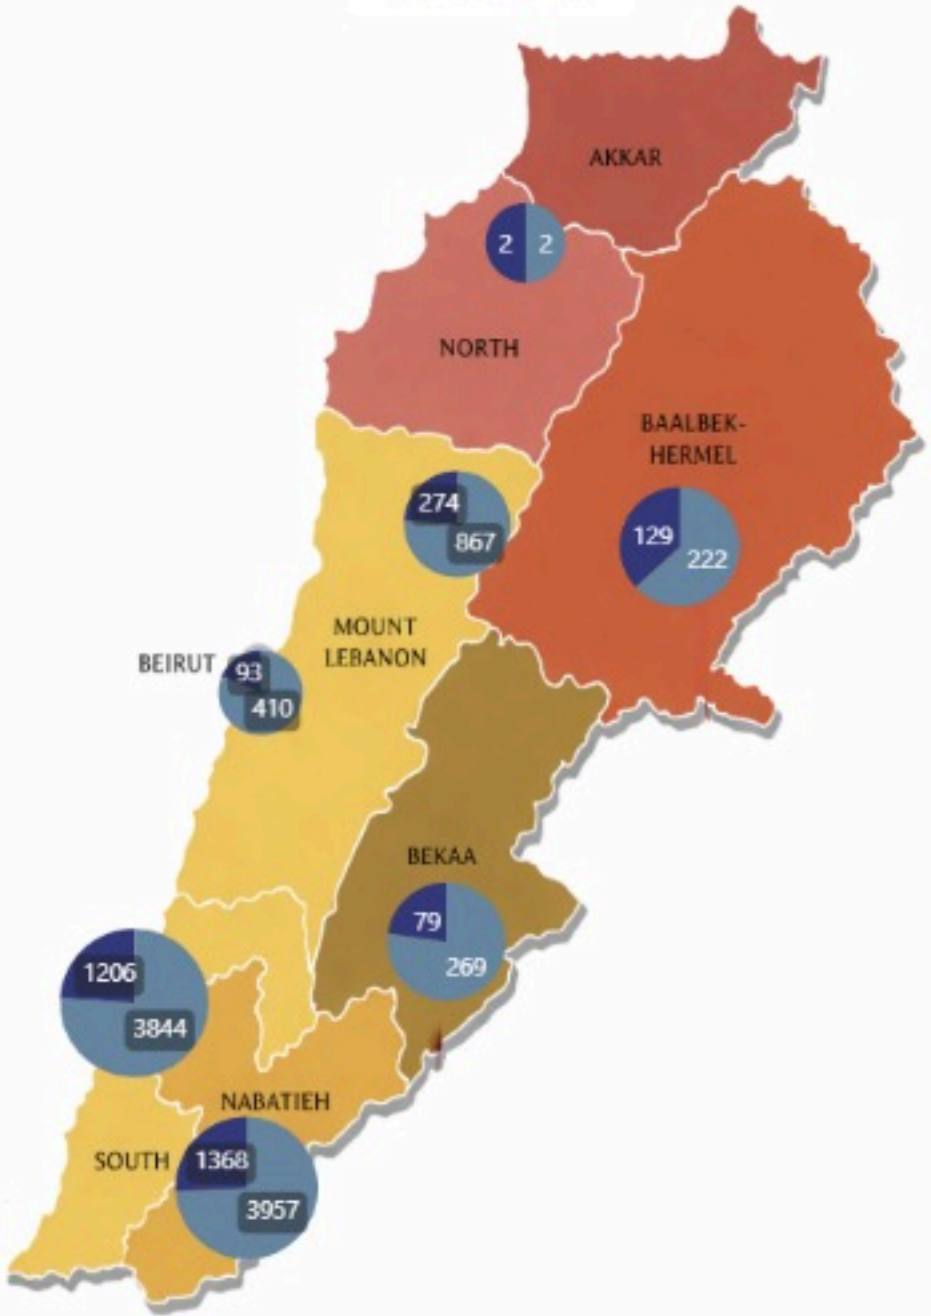 AKKAR
2 2
NORTH
BAALBEK-
HERMEL
274
867
129
222
MOUNT
LEBANON
BEIRUT
93
410
BEKAA
79
269
1206
3844
NABATIEH
SOUTH
1368
3957